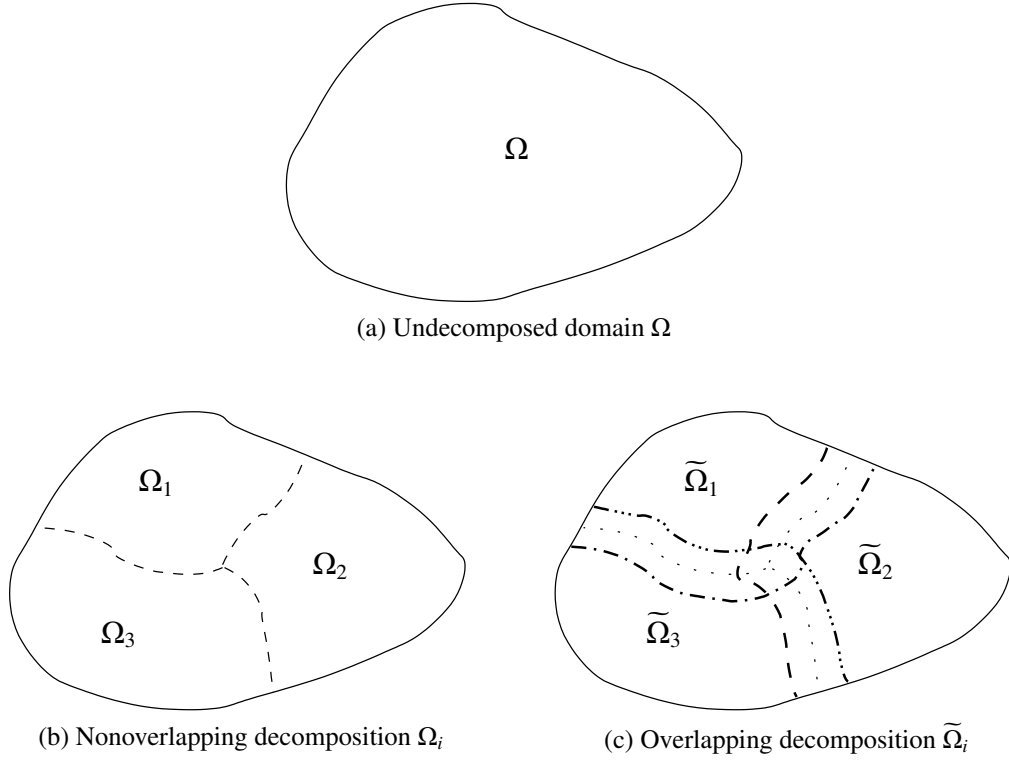 Ω
(a) Undecomposed domain Ω
Ω₁
Ω₂
Ω₃
(b) Nonoverlapping decomposition Ωᵢ
Ω̃₁
Ω̃₂
Ω̃₃
(c) Overlapping decomposition Ω̃ᵢ